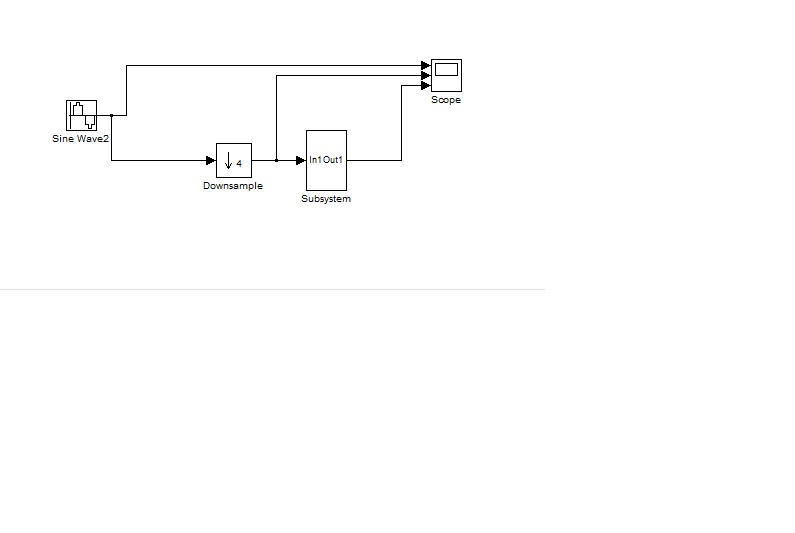 Scope
Sine Wave2
4
Downsample
In1 Out1
Subsystem